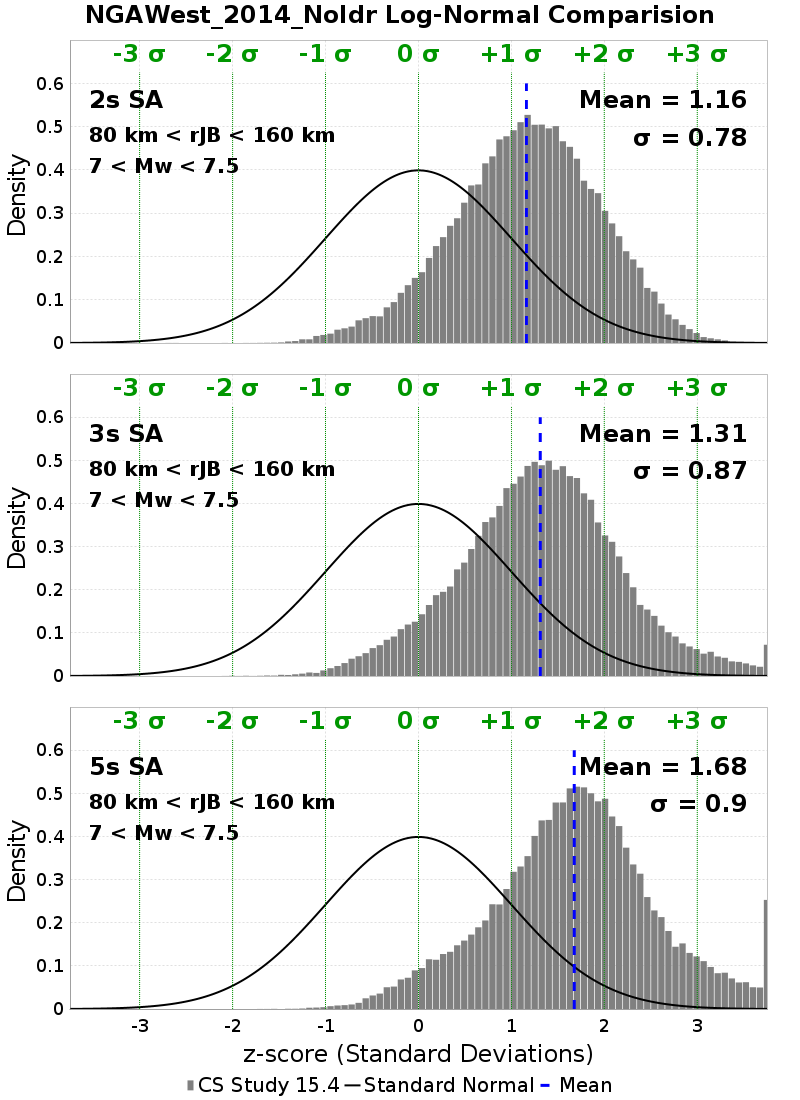 NGAWest_2014_NoIdr Log-Normal Comparision
-3 σ -2 σ -1 σ 0 σ +1 σ +2 σ +3 σ
0.6
2s SA Mean = 1.16
0.5
80 km < rJB < 160 km σ = 0.78
7 < Mw < 7.5
0.4
0.3
0.2
0.1
0
Density
-3 σ -2 σ -1 σ 0 σ +1 σ +2 σ +3 σ
0.6
3s SA Mean = 1.31
0.5
80 km < rJB < 160 km σ = 0.87
7 < Mw < 7.5
0.4
0.3
0.2
0.1
0
Density
-3 σ -2 σ -1 σ 0 σ +1 σ +2 σ +3 σ
0.6
5s SA Mean = 1.68
0.5
80 km < rJB < 160 km σ = 0.9
7 < Mw < 7.5
0.4
0.3
0.2
0.1
0
Density
-3 -2 -1 0 1 2 3
z-score (Standard Deviations)
CS Study 15.4 Standard Normal Mean